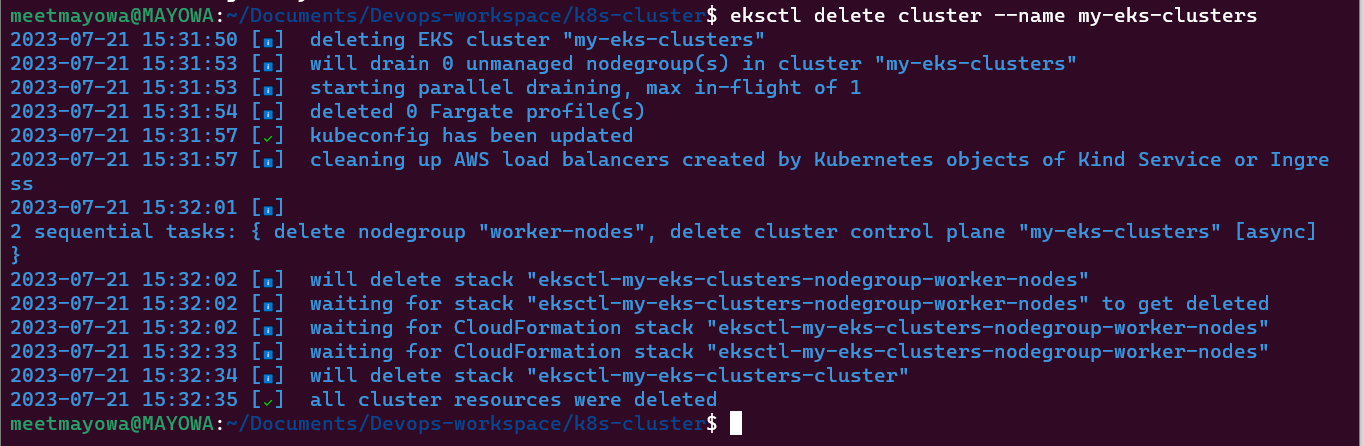 meetmayowa@MAYOWA:~/Documents/Devops-workspace/k8s-cluster$ eksctl delete cluster --name my-eks-clusters
2023-07-21 15:31:50 [ℹ]  deleting EKS cluster "my-eks-clusters"
2023-07-21 15:31:53 [ℹ]  will drain 0 unmanaged nodegroup(s) in cluster "my-eks-clusters"
2023-07-21 15:31:53 [ℹ]  starting parallel draining, max in-flight of 1
2023-07-21 15:31:54 [ℹ]  deleted 0 Fargate profile(s)
2023-07-21 15:31:57 [✓]  kubeconfig has been updated
2023-07-21 15:31:57 [ℹ]  cleaning up AWS load balancers created by Kubernetes objects of Kind Service or Ingre
ss
2023-07-21 15:32:01 [ℹ]
2 sequential tasks: { delete nodegroup "worker-nodes", delete cluster control plane "my-eks-clusters" [async]
}
2023-07-21 15:32:02 [ℹ]  will delete stack "eksctl-my-eks-clusters-nodegroup-worker-nodes"
2023-07-21 15:32:02 [ℹ]  waiting for stack "eksctl-my-eks-clusters-nodegroup-worker-nodes" to get deleted
2023-07-21 15:32:02 [ℹ]  waiting for CloudFormation stack "eksctl-my-eks-clusters-nodegroup-worker-nodes"
2023-07-21 15:32:33 [ℹ]  waiting for CloudFormation stack "eksctl-my-eks-clusters-nodegroup-worker-nodes"
2023-07-21 15:32:34 [ℹ]  will delete stack "eksctl-my-eks-clusters-cluster"
2023-07-21 15:32:35 [✓]  all cluster resources were deleted
meetmayowa@MAYOWA:~/Documents/Devops-workspace/k8s-cluster$